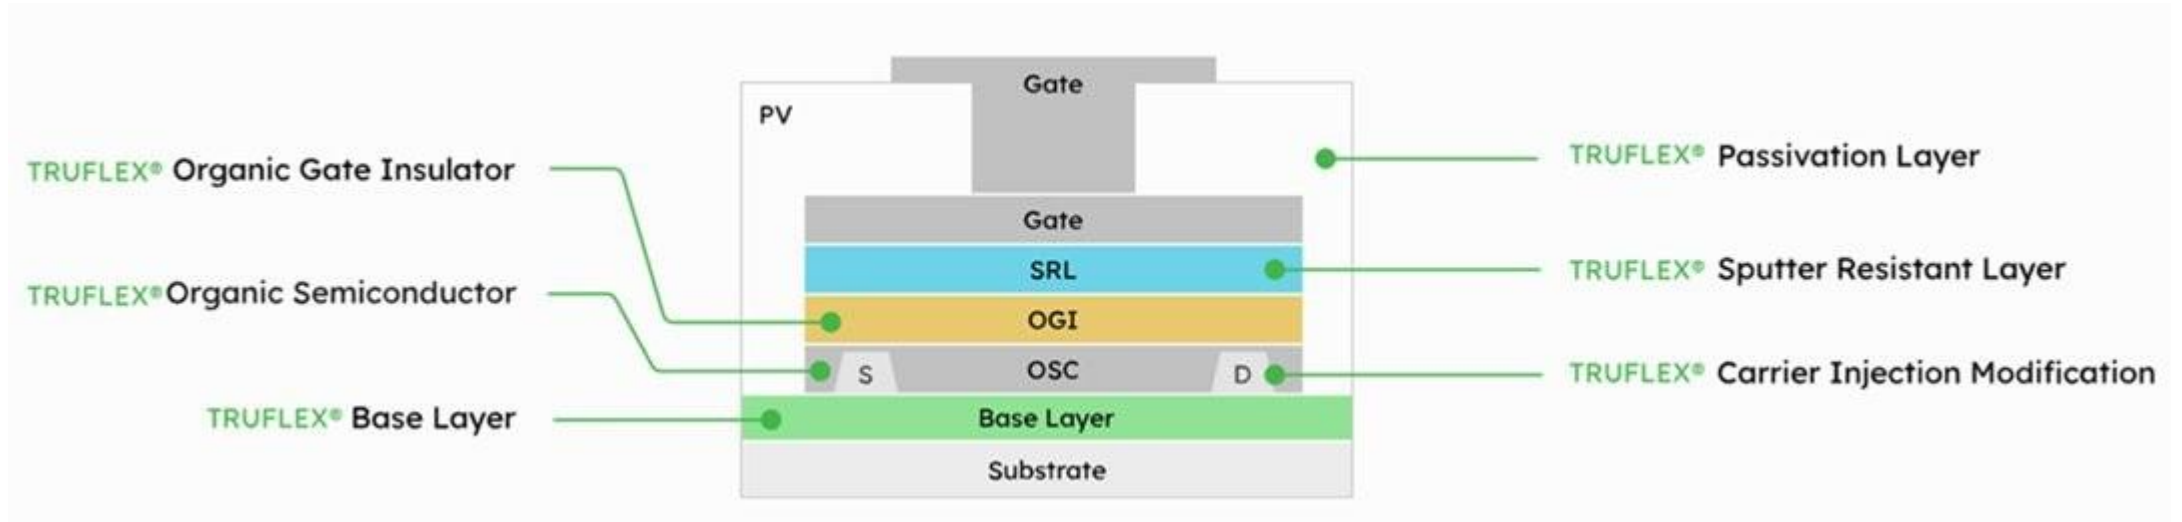 Gate
PV
TRUFLEX® Organic Gate Insulator
TRUFLEX® Passivation Layer
Gate
SRL
TRUFLEX® Sputter Resistant Layer
TRUFLEX® Organic Semiconductor
OGI
S
OSC
D
TRUFLEX® Carrier Injection Modification
TRUFLEX® Base Layer
Base Layer
Substrate